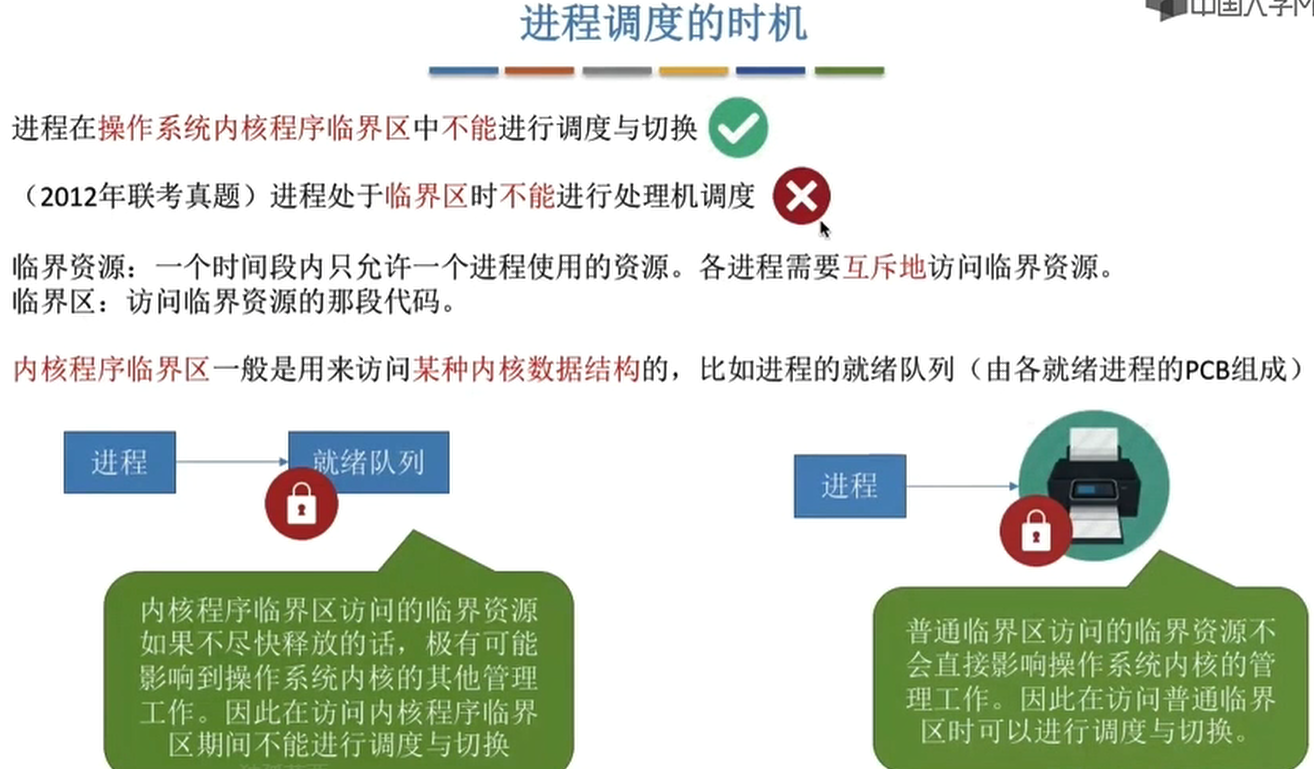 进程调度的时机
进程在操作系统内核程序临界区中不能进行调度与切换
（2012年联考真题）进程处于临界区时不能进行处理机调度
临界资源：一个时间段内只允许一个进程使用的资源。各进程需要互斥地访问临界资源。
临界区：访问临界资源的那段代码。
内核程序临界区一般是用来访问某种内核数据结构的，比如进程的就绪队列（由各就绪进程的PCB组成）
进程
就绪队列
进程
内核程序临界区访问的临界资源
如果不尽快释放的话，极有可能
影响到操作系统内核的其他管理
工作。因此在访问内核程序临界
区期间不能进行调度与切换
普通临界区访问的临界资源不
会直接影响操作系统内核的管
理工作。因此在访问普通临界
区时可以进行调度与切换。